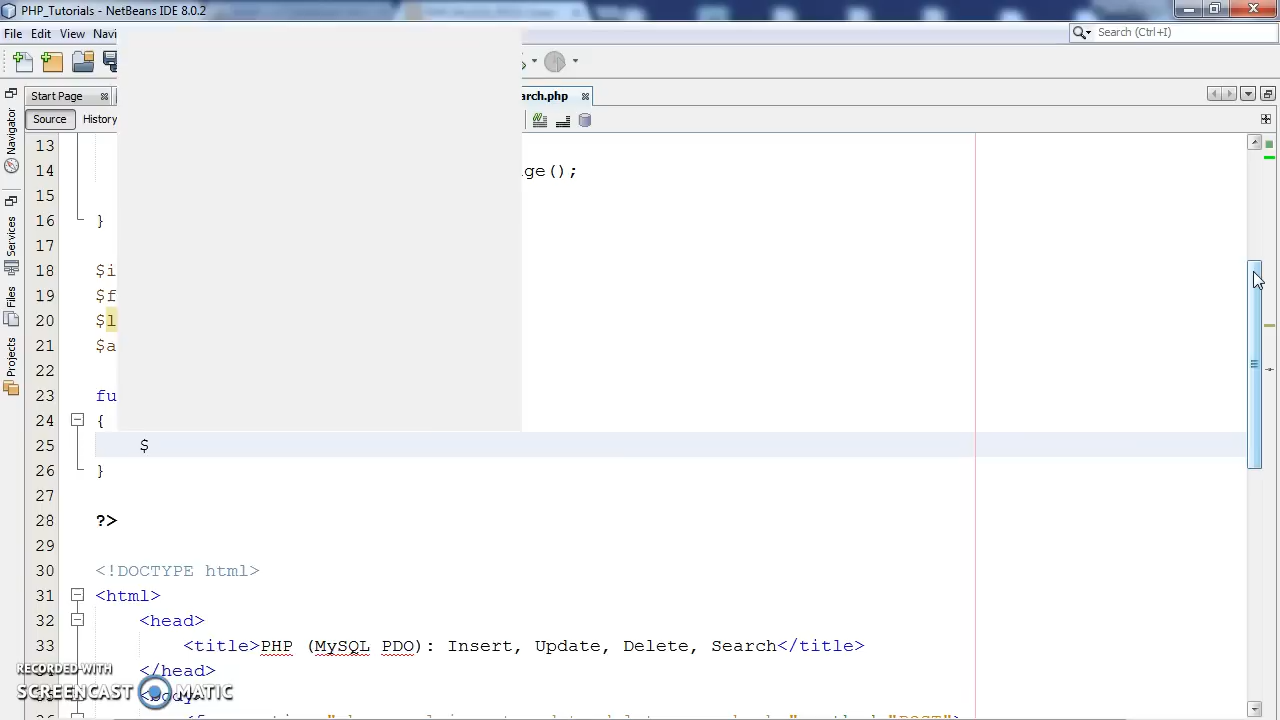 PHP_Tutorials - NetBeans IDE 8.0.2
File Edit View Navi
Search (Ctrl+I)
Start Page
arch.php
Source History
Navigator
Services
Files
Projects
13
14 ge();
15
16 }
17
18 $i
19 $f
20 $l
21 $a
22
23 fu
24 {
25 $
26 }
27
28 ?>
29
30 <!DOCTYPE html>
31 <html>
32 <head>
33 <title>PHP (MySQL PDO): Insert, Update, Delete, Search</title>
</head>
<body>
RECORDED WITH
SCREENCAST MATIC